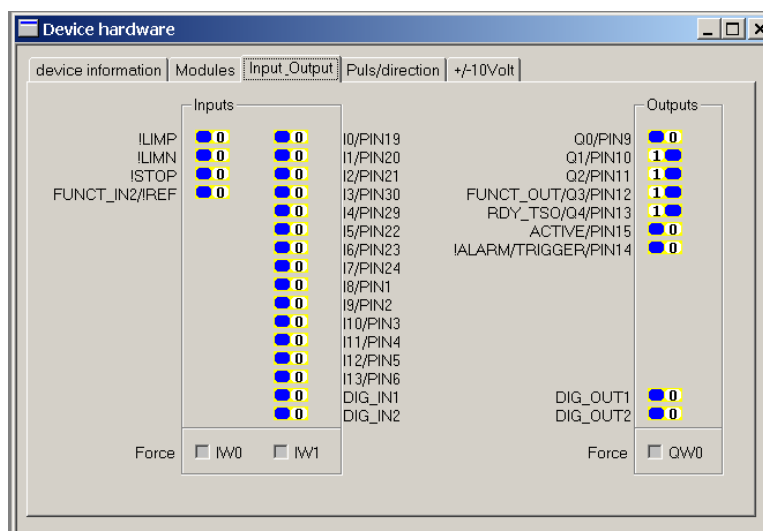 Device hardware
device information Modules Input_Output Puls/direction +/-10Volt
Inputs Outputs
!LIMP 0 0 I0/PIN19 Q0/PIN9 0
!LIMN 0 0 I1/PIN20 Q1/PIN10 1
!STOP 0 0 I2/PIN21 Q2/PIN11 1
FUNCT_IN2/!REF 0 0 I3/PIN30 FUNCT_OUT/Q3/PIN12 1
0 I4/PIN29 RDY_TSO/Q4/PIN13 1
0 I5/PIN22 ACTIVE/PIN15 0
0 I6/PIN23 !ALARM/TRIGGER/PIN14 0
0 I7/PIN24
0 I8/PIN1
0 I9/PIN2
0 I10/PIN3
0 I11/PIN4
0 I12/PIN5
0 I13/PIN6
0 DIG_IN1 DIG_OUT1 0
0 DIG_IN2 DIG_OUT2 0
Force IW0 IW1 Force QW0